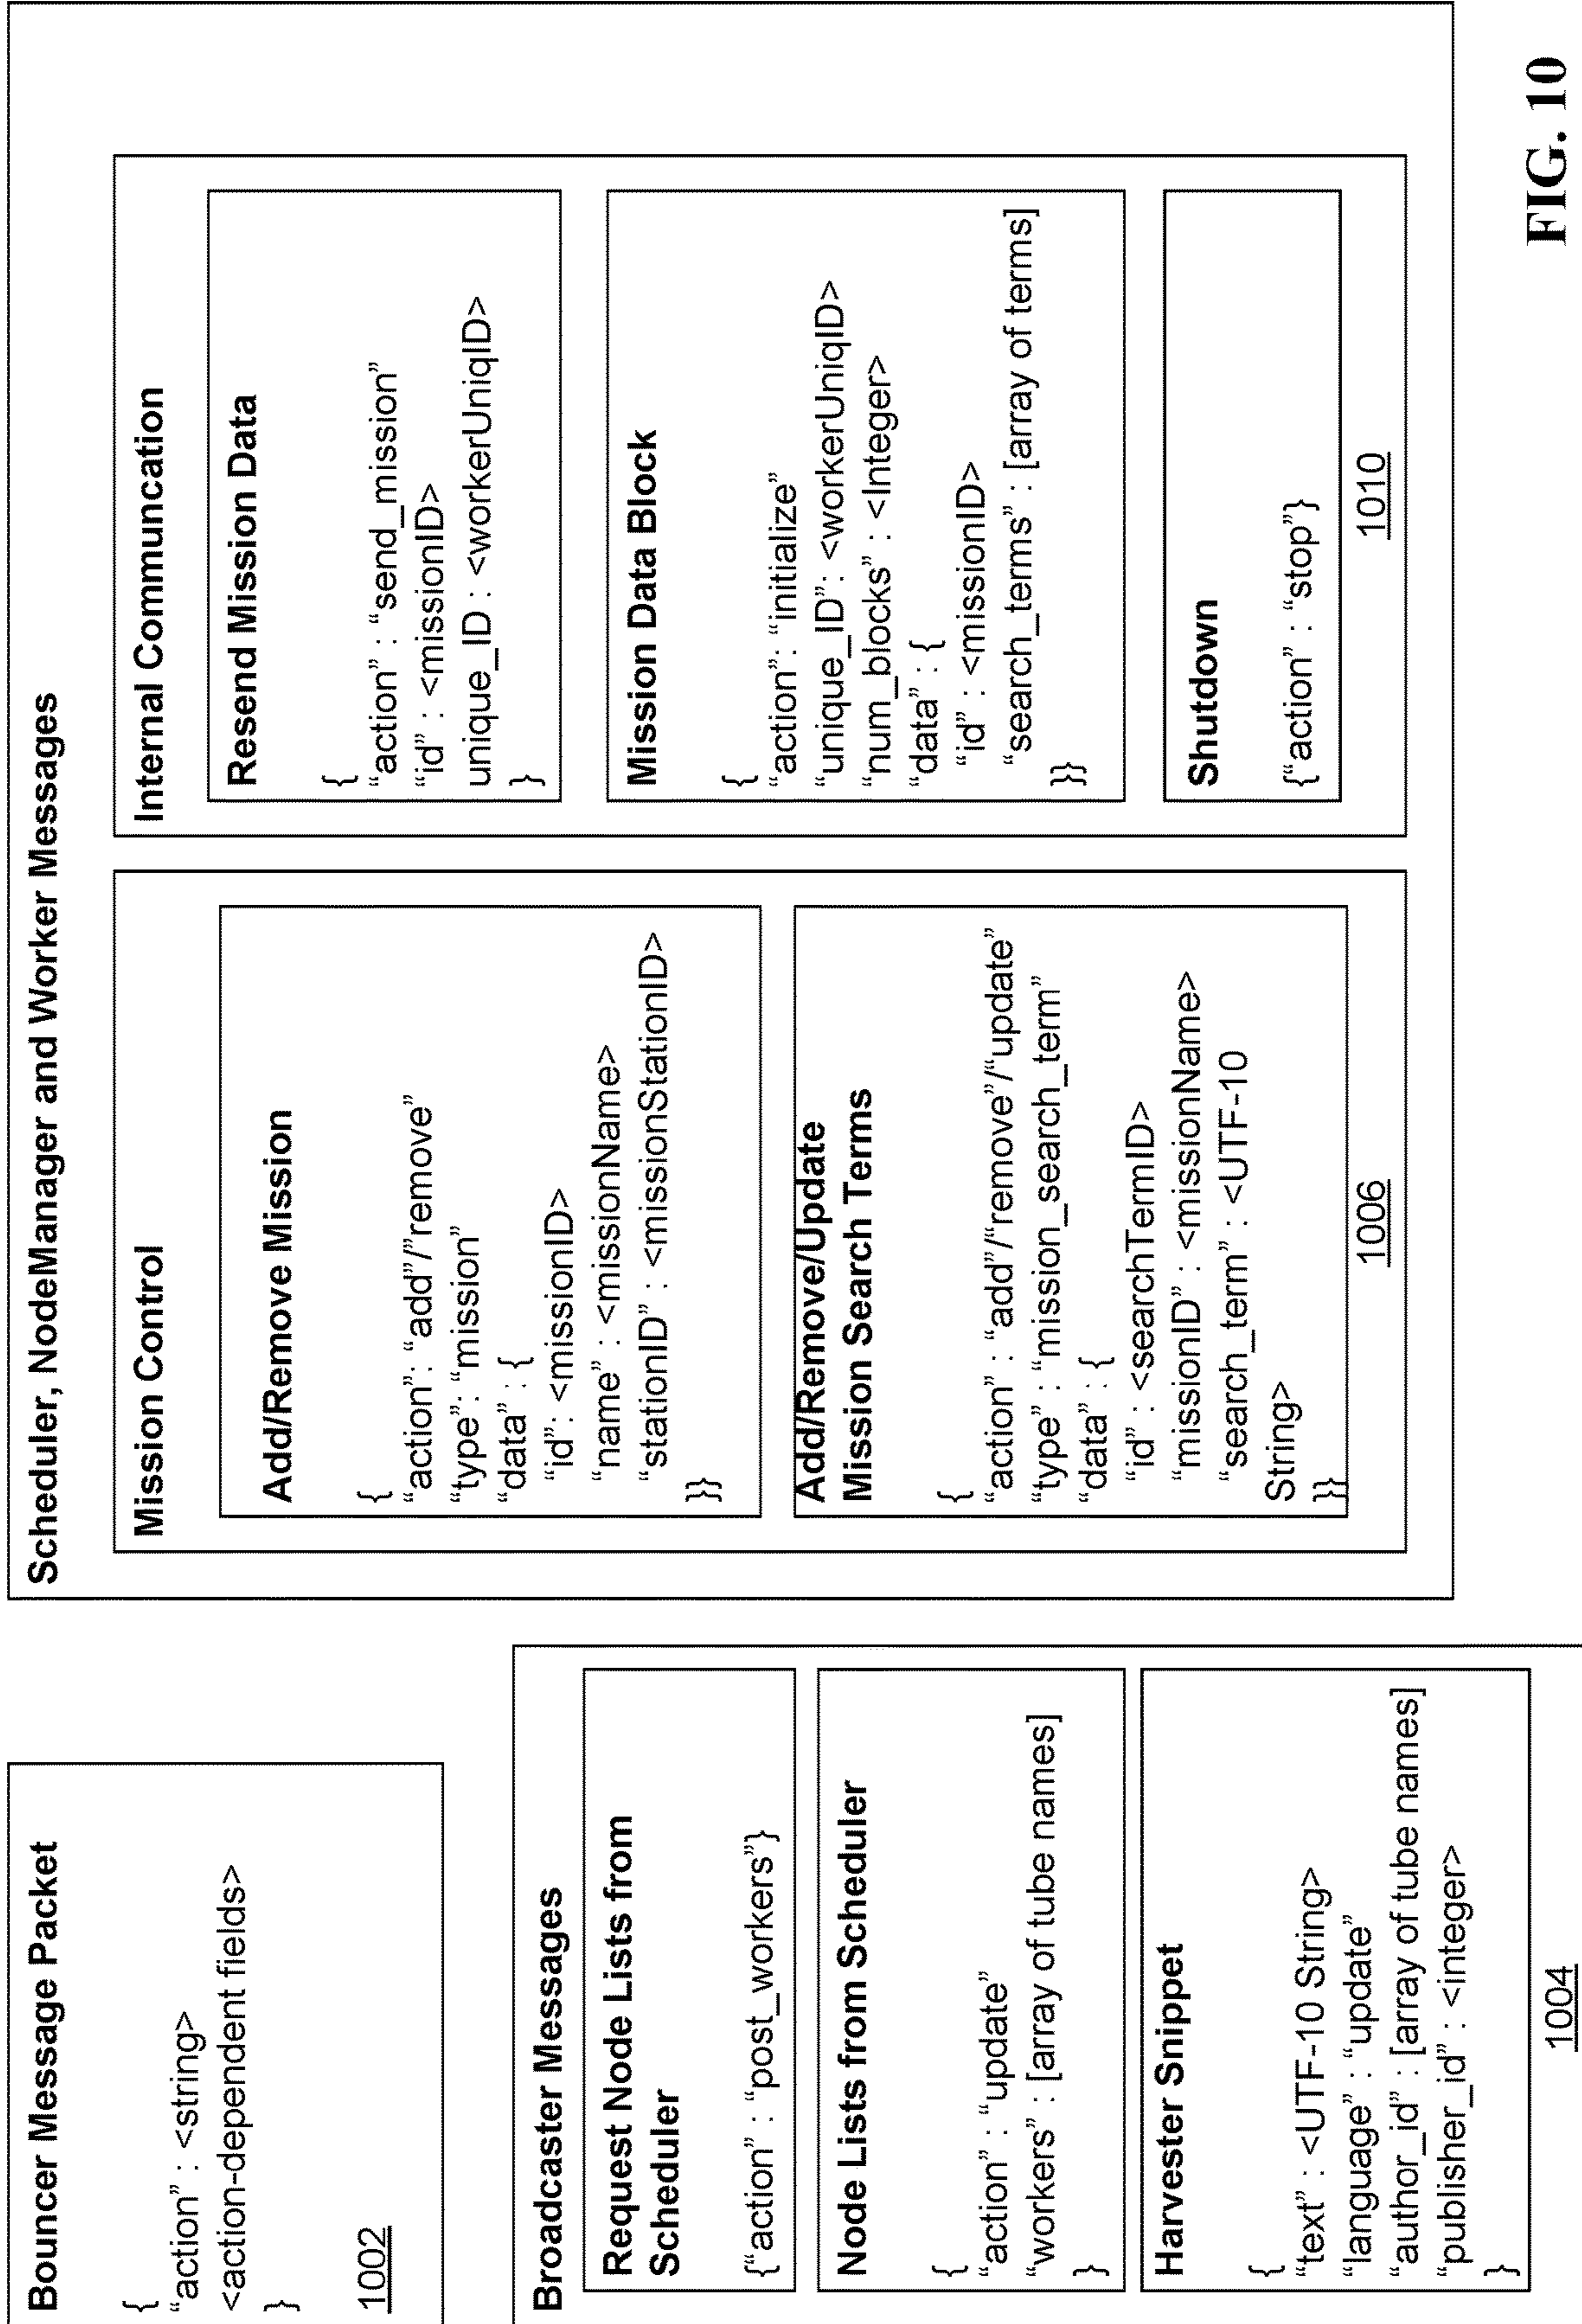 Bouncer Message Packet
{
“action” : <string>
<action-dependent fields>
}
1002
Broadcaster Messages
Request Node Lists from
Scheduler
{“action” : “post_workers”}
Node Lists from Scheduler
{
“action” : “update”
“workers” : [array of tube names]
}
Harvester Snippet
{
“text” : <UTF-10 String>
“language” : “update”
“author_id” : [array of tube names]
“publisher_id” : <integer>
}
1004
Scheduler, NodeManager and Worker Messages
Mission Control
Add/Remove Mission
{
“action” : “add”/”remove”
“type” : “mission”
“data” : {
“id” : <missionID>
“name” : <missionName>
“stationID” : <missionStationID>
}}
Add/Remove/Update
Mission Search Terms
{
“action” : “add”/“remove”/“update”
“type” : “mission_search_term”
“data” : {
“id” : <searchTermID>
“missionID” : <missionName>
“search_term” : <UTF-10
String>
}}
1006
Internal Communcation
Resend Mission Data
{
“action” : “send_mission”
“id” : <missionID>
unique_ID : <workerUniqID>
}
Mission Data Block
{
“action” : “initialize”
“unique_ID” : <workerUniqID>
“num_blocks” : <Integer>
“data” : {
“id” : <missionID>
“search_terms” : [array of terms]
}}
Shutdown
{“action” : “stop”}
1010
FIG. 10